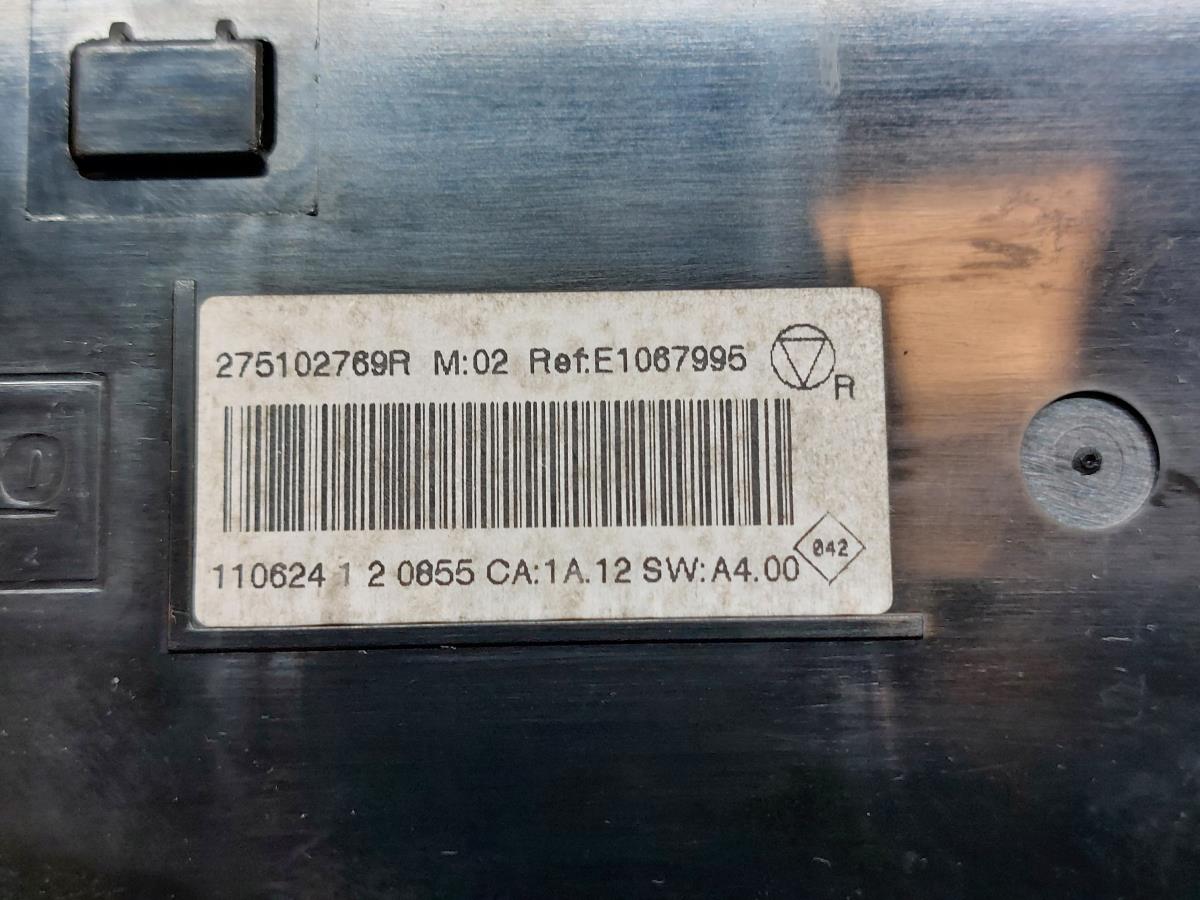 275102769R M:02 Ref:E1067995
R
042
110624 1 2 0855 CA:1A.12 SW:A4.00